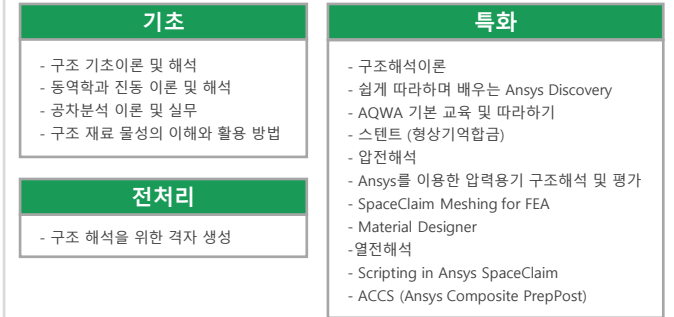 기초
- 구조 기초이론 및 해석
- 동역학과 진동 이론 및 해석
- 공차분석 이론 및 실무
- 구조 재료 물성의 이해와 활용 방법
전처리
- 구조 해석을 위한 격자 생성
특화
- 구조해석이론
- 쉽게 따라하며 배우는 Ansys Discovery
- AQWA 기본 교육 및 따라하기
- 스텐트 (형상기억합금)
- 압전해석
- Ansys를 이용한 압력용기 구조해석 및 평가
- SpaceClaim Meshing for FEA
- Material Designer
-열전해석
- Scripting in Ansys SpaceClaim
- ACCS (Ansys Composite PrepPost)